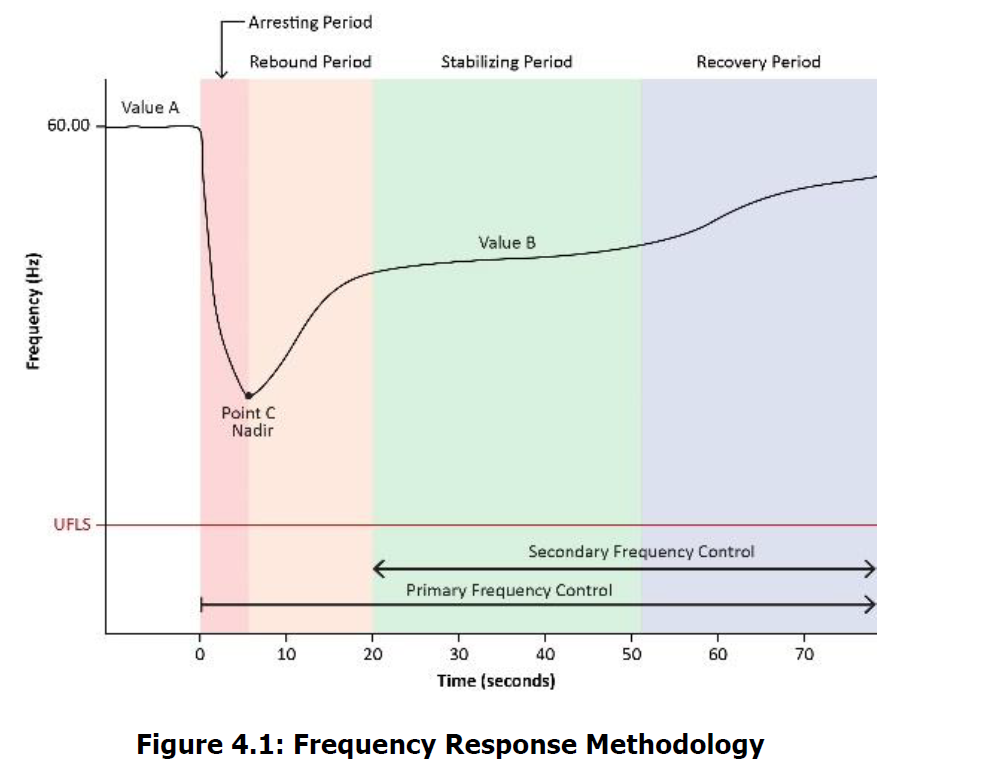 Arresting Period
Rebound Period
Stabilizing Period
Recovery Period
Value A
60.00
Frequency (Hz)
Value B
Point C
Nadir
UFLS
Secondary Frequency Control
Primary Frequency Control
0 10 20 30 40 50 60 70
Time (seconds)
Figure 4.1: Frequency Response Methodology